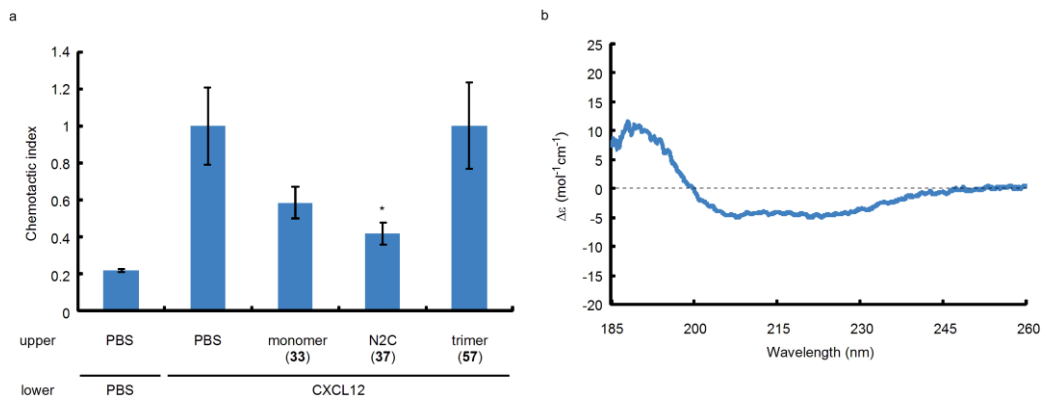 a
Chemotactic index
1.4
1.2
1
0.8
0.6
0.4
0.2
0
upper PBS PBS monomer N2C trimer
(33) (37) (57)
*
lower PBS CXCL12
b
Δε (mol⁻¹cm⁻¹)
25
20
15
10
5
0
-5
-10
-15
-20
185 200 215 230 245 260
Wavelength (nm)